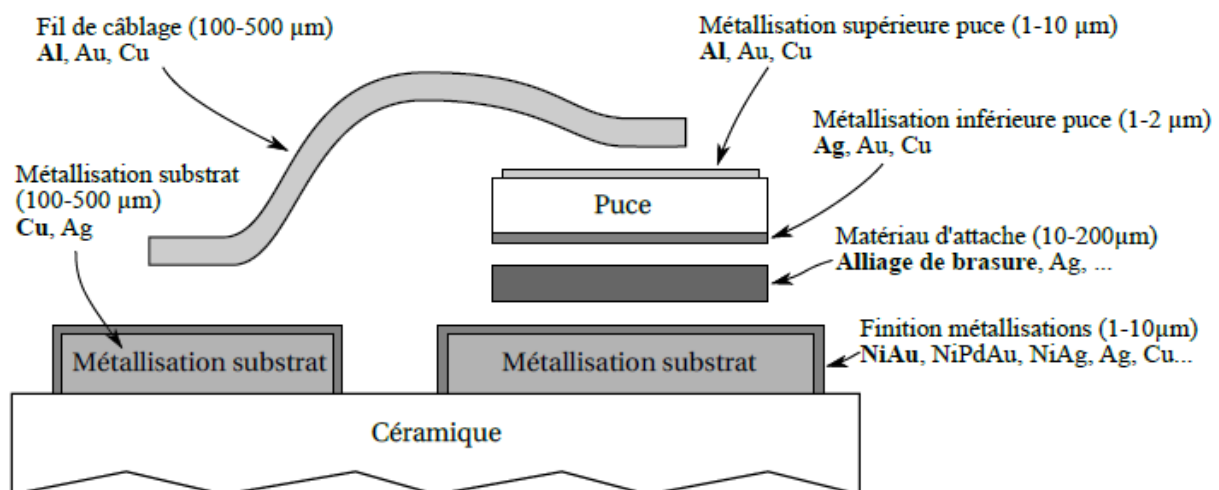 Fil de câblage (100-500 µm)
Al, Au, Cu
Métallisation supérieure puce (1-10 µm)
Al, Au, Cu
Métallisation inférieure puce (1-2 µm)
Ag, Au, Cu
Métallisation substrat
(100-500 µm)
Cu, Ag
Puce
Matériau d'attache (10-200µm)
Alliage de brasure, Ag, ...
Finition métallisations (1-10µm)
NiAu, NiPdAu, NiAg, Ag, Cu...
Métallisation substrat
Métallisation substrat
Céramique